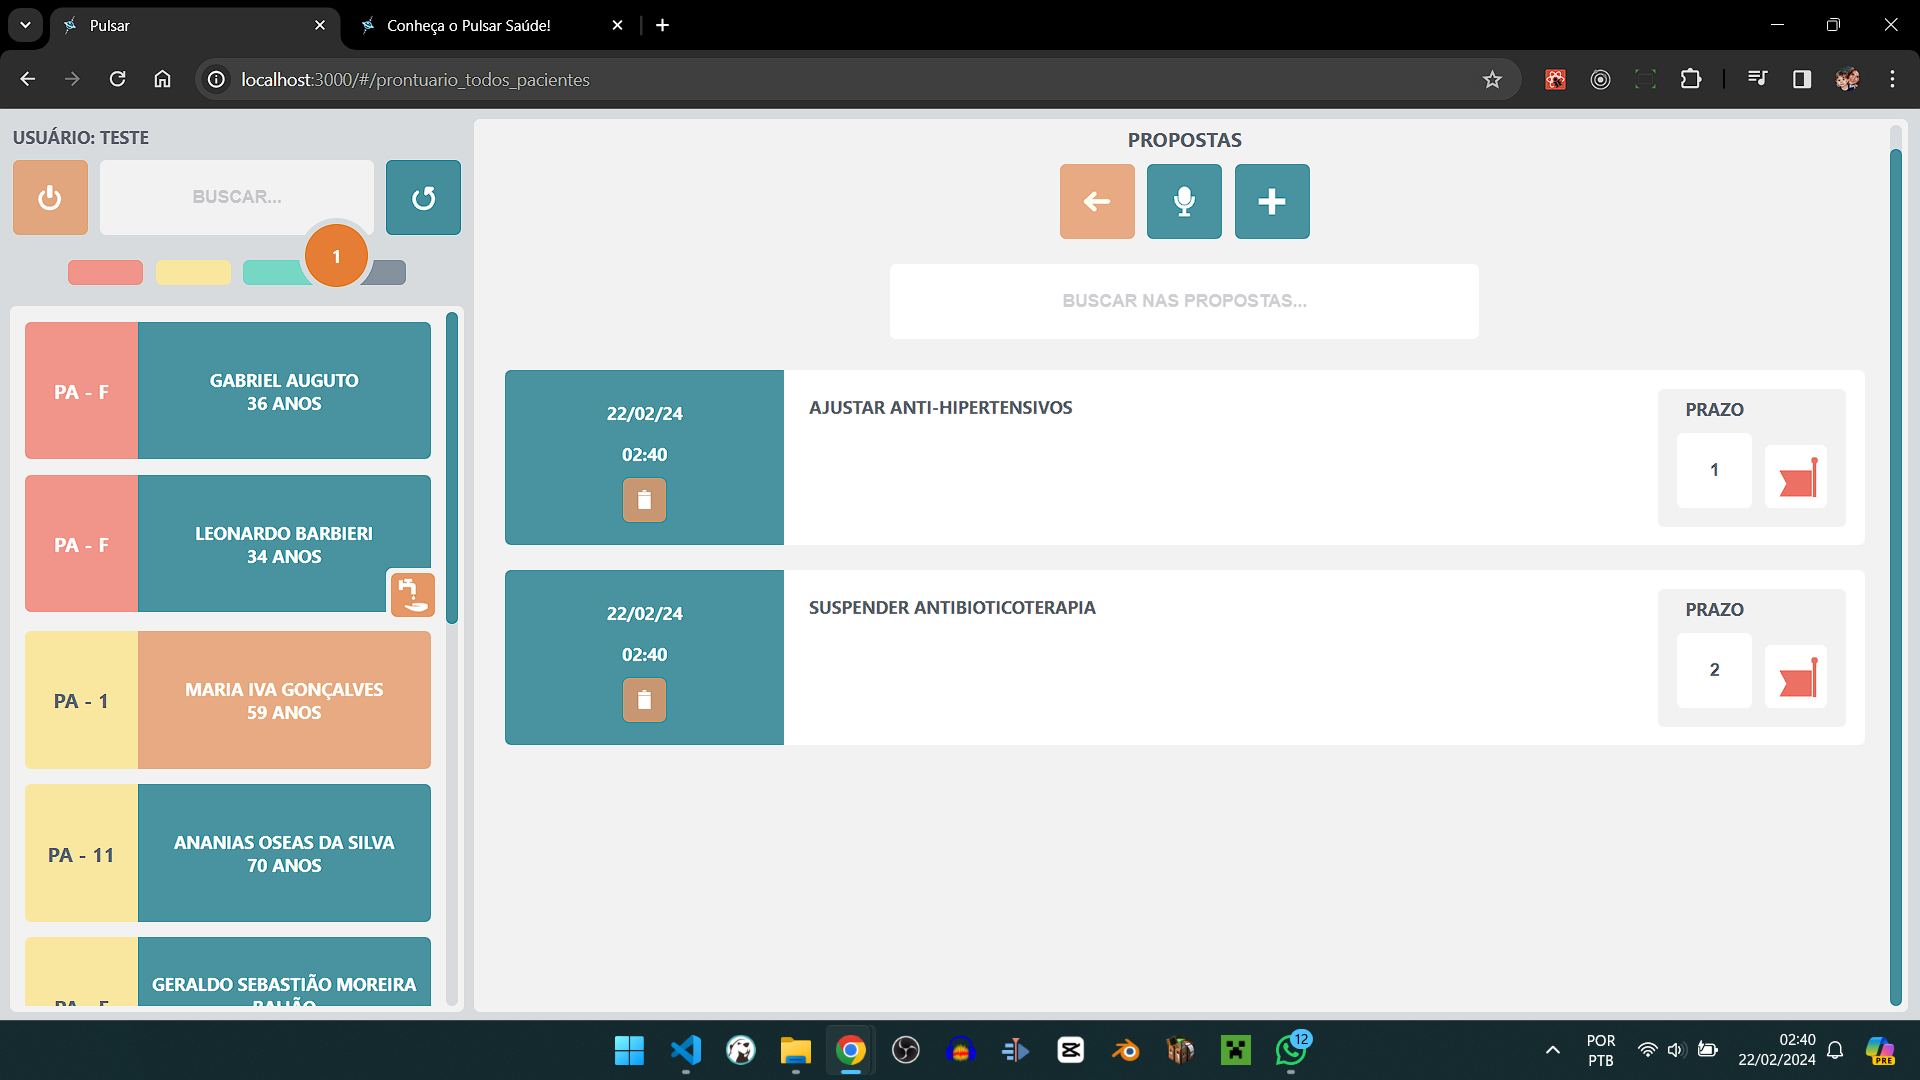 Pulsar
Conheça o Pulsar Saúde!
localhost:3000/#/prontuario_todos_pacientes
USUÁRIO: TESTE
BUSCAR...
1
PA - F
GABRIEL AUGUTO
36 ANOS
PA - F
LEONARDO BARBIERI
34 ANOS
PA - 1
MARIA IVA GONÇALVES
59 ANOS
PA - 11
ANANIAS OSEAS DA SILVA
70 ANOS
GERALDO SEBASTIÃO MOREIRA
PROPOSTAS
BUSCAR NAS PROPOSTAS...
22/02/24
02:40
AJUSTAR ANTI-HIPERTENSIVOS
PRAZO
1
22/02/24
02:40
SUSPENDER ANTIBIOTICOTERAPIA
PRAZO
2
12
POR
PTB
02:40
22/02/2024
PRE